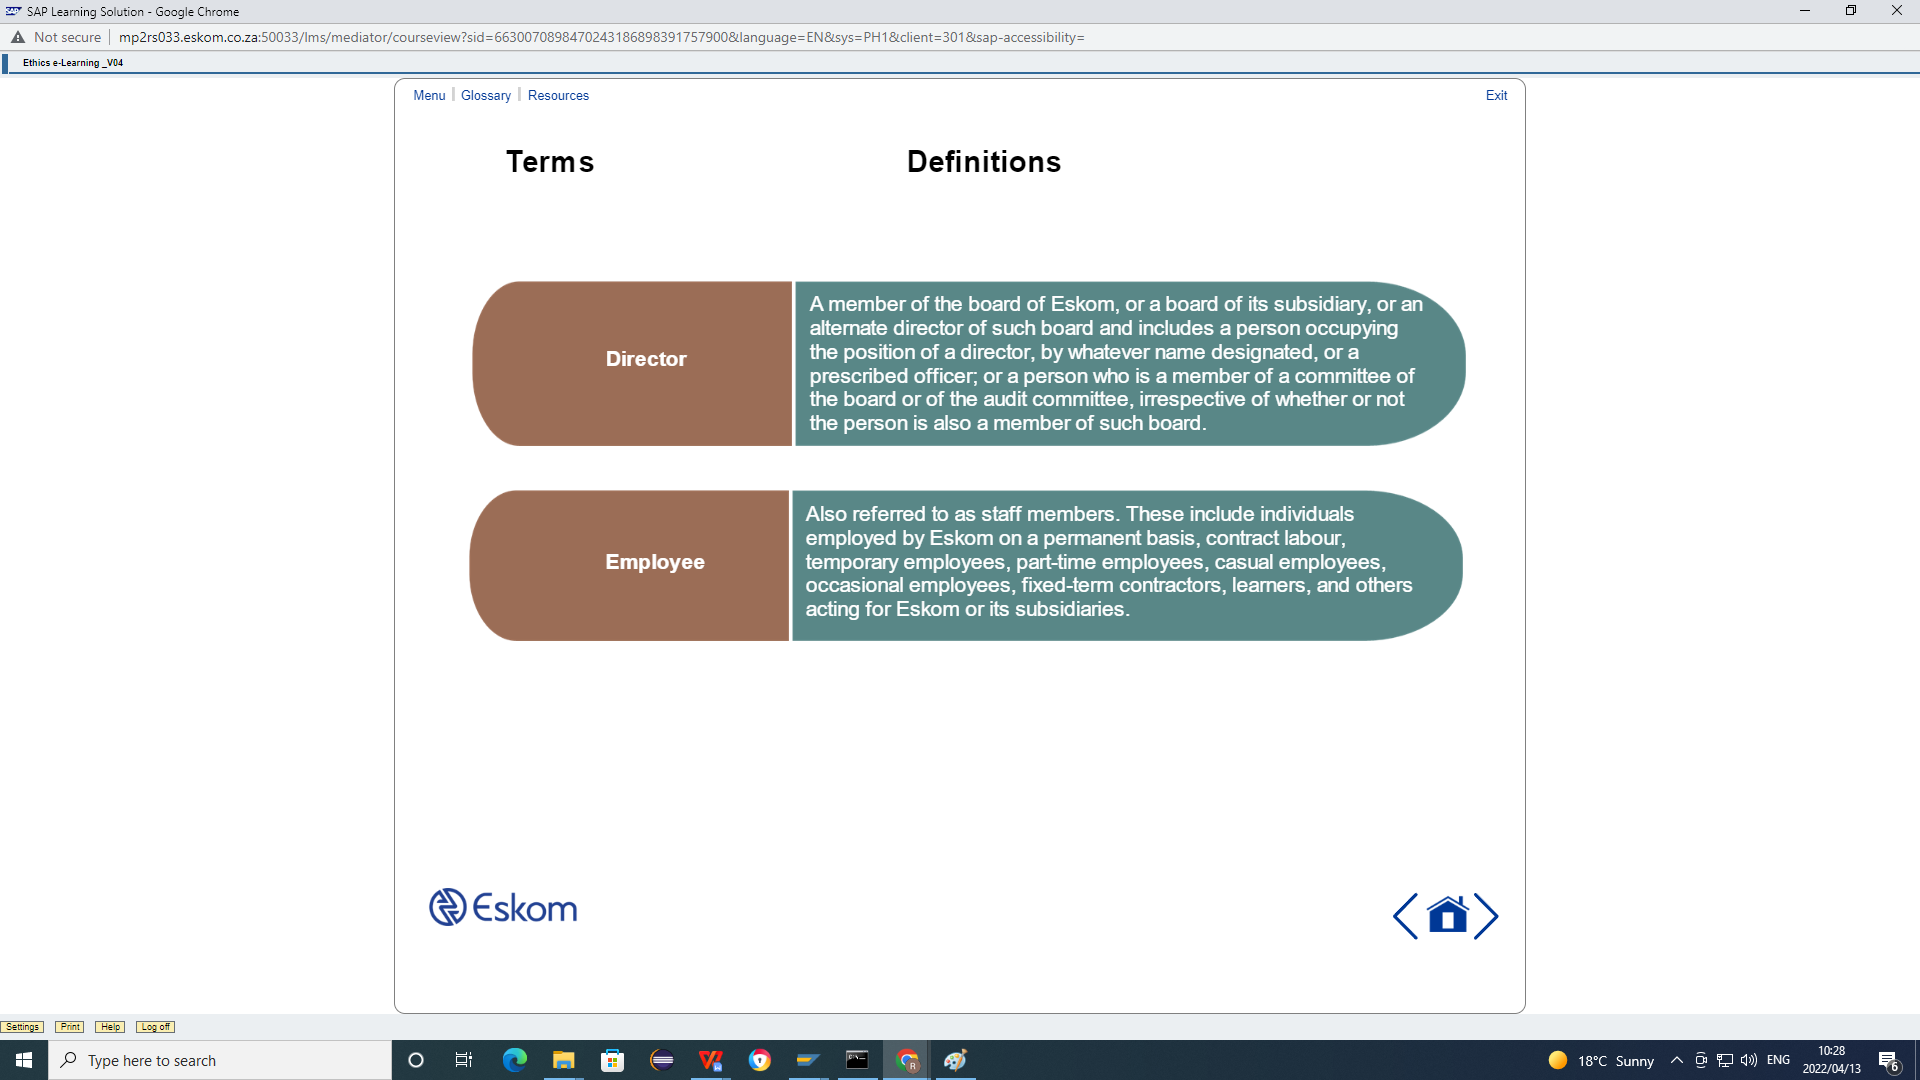 SAP Learning Solution - Google Chrome
Not secure
mp2rs033.eskom.co.za:50033/lms/mediator/courseview?sid=6630070898470243186898391757900&language=EN&sys=PH1&client=301&sap-accessibility=
Ethics e-Learning _V04
Menu Glossary Resources Exit
Terms Definitions
Director
A member of the board of Eskom, or a board of its subsidiary, or an
alternate director of such board and includes a person occupying
the position of a director, by whatever name designated, or a
prescribed officer; or a person who is a member of a committee of
the board or of the audit committee, irrespective of whether or not
the person is also a member of such board.
Employee
Also referred to as staff members. These include individuals
employed by Eskom on a permanent basis, contract labour,
temporary employees, part-time employees, casual employees,
occasional employees, fixed-term contractors, learners, and others
acting for Eskom or its subsidiaries.
Eskom
Settings Print Help Log off
Type here to search
18°C Sunny
ENG
10:28
2022/04/13
6